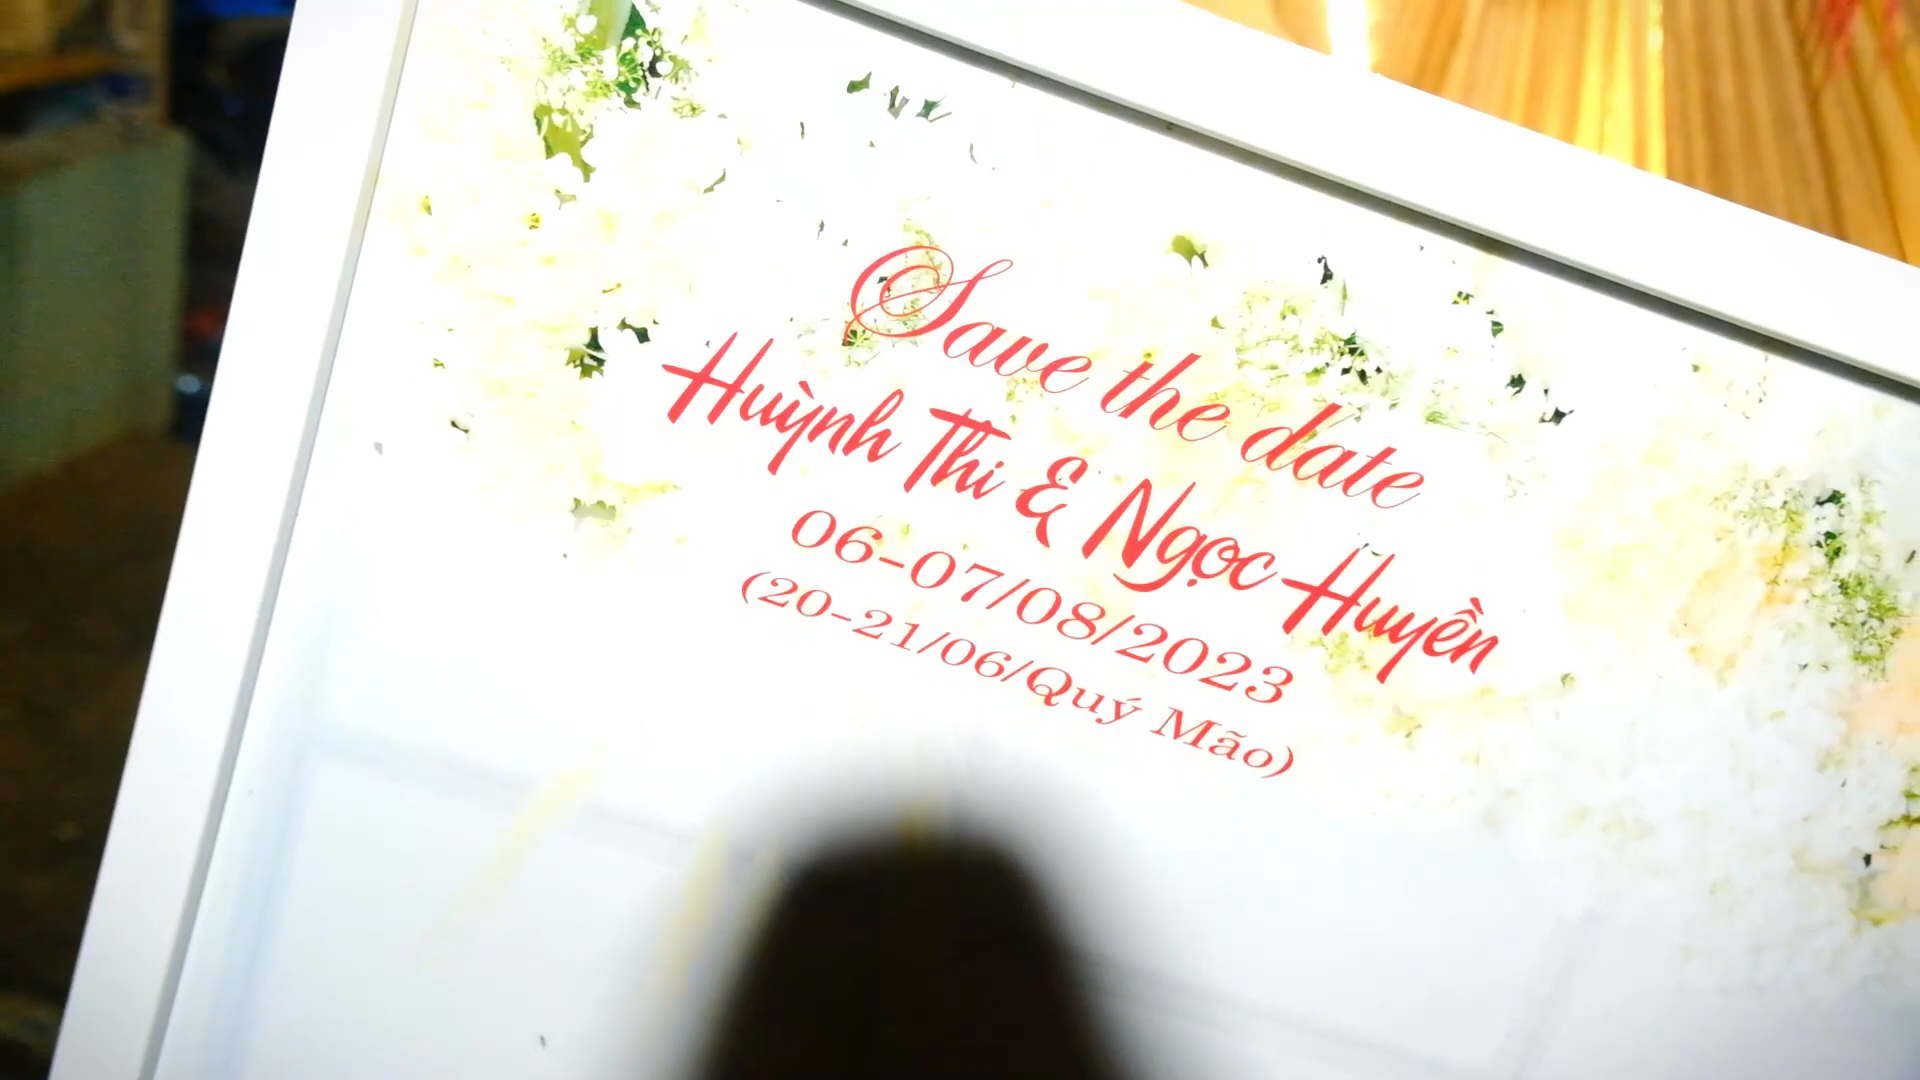 Save the date
Huỳnh Thi & Ngọc Huyền
06-07/08/2023
(20-21/06/Quý Mão)